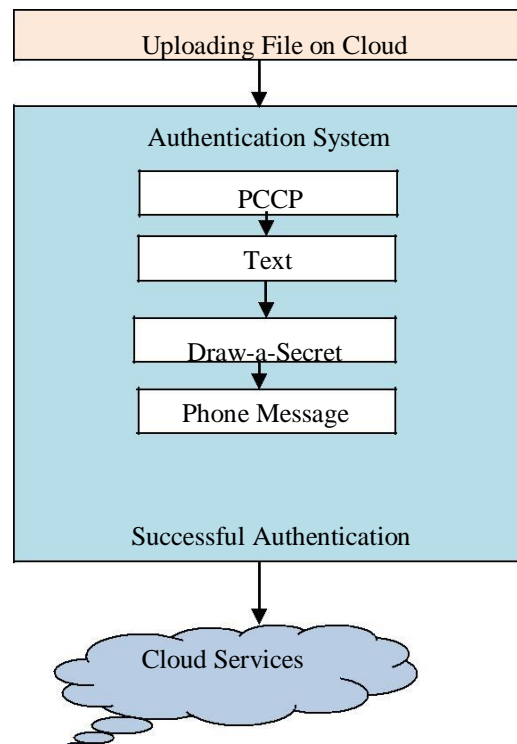 Uploading File on Cloud
Authentication System
PCCP
Text
Draw-a-Secret
Phone Message
Successful Authentication
Cloud Services